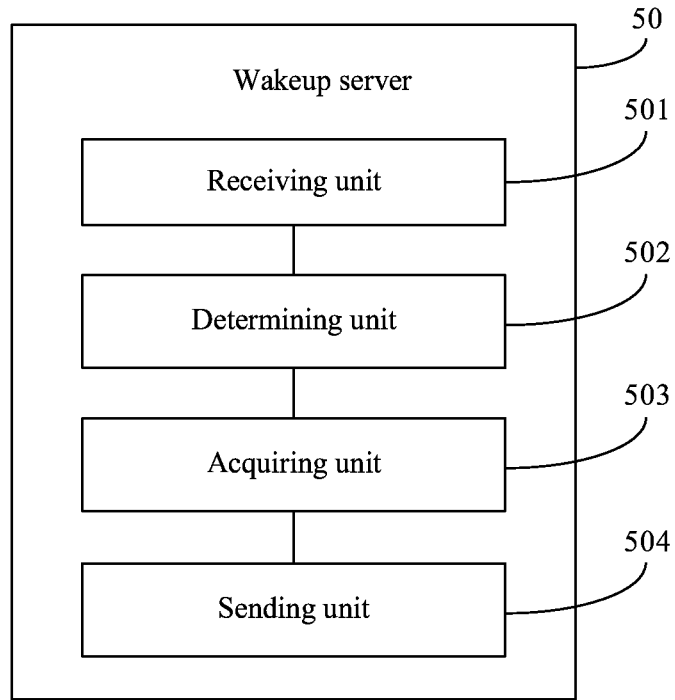 50
Wakeup server
501
Receiving unit
502
Determining unit
503
Acquiring unit
504
Sending unit